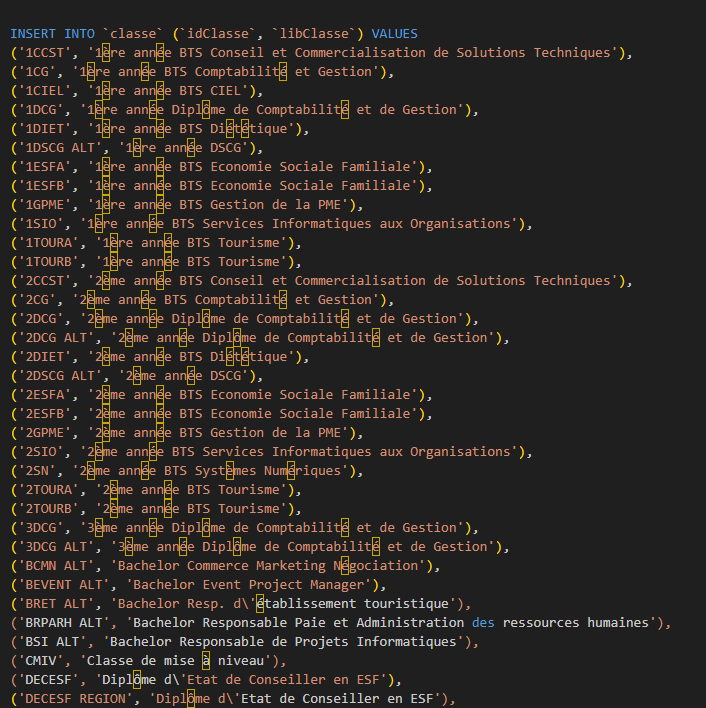 INSERT INTO `classe` (`idClasse`, `libClasse`) VALUES
('1CCST', '1ère année BTS Conseil et Commercialisation de Solutions Techniques'),
('1CG', '1ère année BTS Comptabilité et Gestion'),
('1CIEL', '1ère année BTS CIEL'),
('1DCG', '1ère année Diplôme de Comptabilité et de Gestion'),
('1DIET', '1ère année BTS Diététique'),
('1DSCG ALT', '1ère année DSCG'),
('1ESFA', '1ère année BTS Economie Sociale Familiale'),
('1ESFB', '1ère année BTS Economie Sociale Familiale'),
('1GPME', '1ère année BTS Gestion de la PME'),
('1SIO', '1ère année BTS Services Informatiques aux Organisations'),
('1TOURA', '1ère année BTS Tourisme'),
('1TOURB', '1ère année BTS Tourisme'),
('2CCST', '2ème année BTS Conseil et Commercialisation de Solutions Techniques'),
('2CG', '2ème année BTS Comptabilité et Gestion'),
('2DCG', '2ème année Diplôme de Comptabilité et de Gestion'),
('2DCG ALT', '2ème année Diplôme de Comptabilité et de Gestion'),
('2DIET', '2ème année BTS Diététique'),
('2DSCG ALT', '2ème année DSCG'),
('2ESFA', '2ème année BTS Economie Sociale Familiale'),
('2ESFB', '2ème année BTS Economie Sociale Familiale'),
('2GPME', '2ème année BTS Gestion de la PME'),
('2SIO', '2ème année BTS Services Informatiques aux Organisations'),
('2SN', '2ème année BTS Systèmes Numériques'),
('2TOURA', '2ème année BTS Tourisme'),
('2TOURB', '2ème année BTS Tourisme'),
('3DCG', '3ème année Diplôme de Comptabilité et de Gestion'),
('3DCG ALT', '3ème année Diplôme de Comptabilité et de Gestion'),
('BCMN ALT', 'Bachelor Commerce Marketing Négociation'),
('BEVENT ALT', 'Bachelor Event Project Manager'),
('BRET ALT', 'Bachelor Resp. d\'établissement touristique'),
('BRPARH ALT', 'Bachelor Responsable Paie et Administration des ressources humaines'),
('BSI ALT', 'Bachelor Responsable de Projets Informatiques'),
('CMIV', 'Classe de mise à niveau'),
('DECESF', 'Diplôme d\'Etat de Conseiller en ESF'),
('DECESF REGION', 'Diplôme d\'Etat de Conseiller en ESF'),